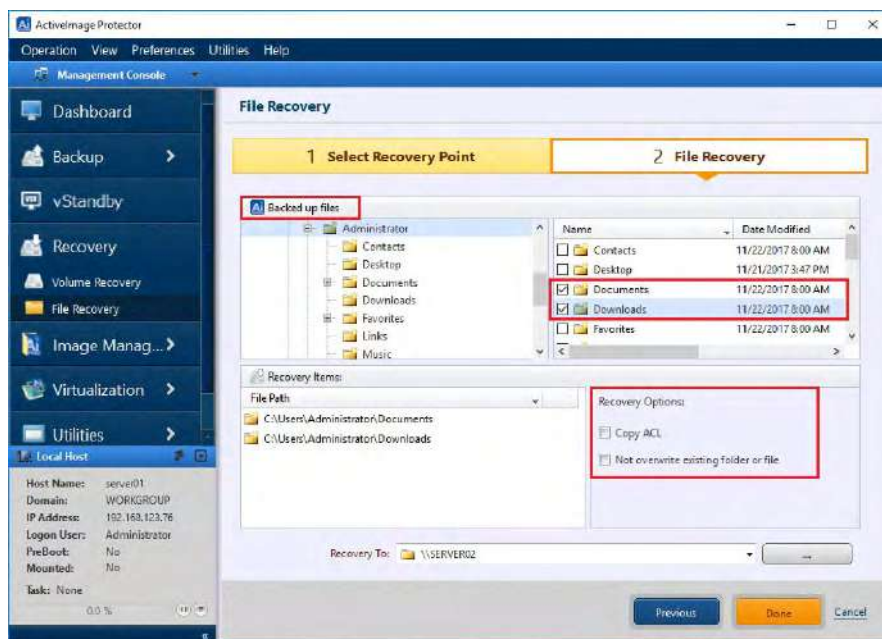 ActiveImage Protector
Operation View Preferences Utilities Help
Management Console
Dashboard
Backup
vStandby
Recovery
Volume Recovery
File Recovery
Image Manag...
Virtualization
Utilities
Local Host
Host Name: server01
Domain: WORKGROUP
IP Address: 192.168.123.76
Logon User: Administrator
PreBoot: No
Mounted: No
Task: None
0.0 %
File Recovery
1 Select Recovery Point
2 File Recovery
Backed up files
Administrator
Contacts
Desktop
Documents
Downloads
Favorites
Links
Music
Name Date Modified
Contacts 11/22/2017 8:00 AM
Desktop 11/21/2017 3:47 PM
Documents 11/22/2017 8:00 AM
Downloads 11/22/2017 8:00 AM
Favorites 11/22/2017 8:00 AM
Recovery Items:
File Path
C:\Users\Administrator\Documents
C:\Users\Administrator\Downloads
Recovery Options:
Copy ACL
Not overwrite existing folder or file
Recovery To: \\SERVER02
...
Previous
Done
Cancel